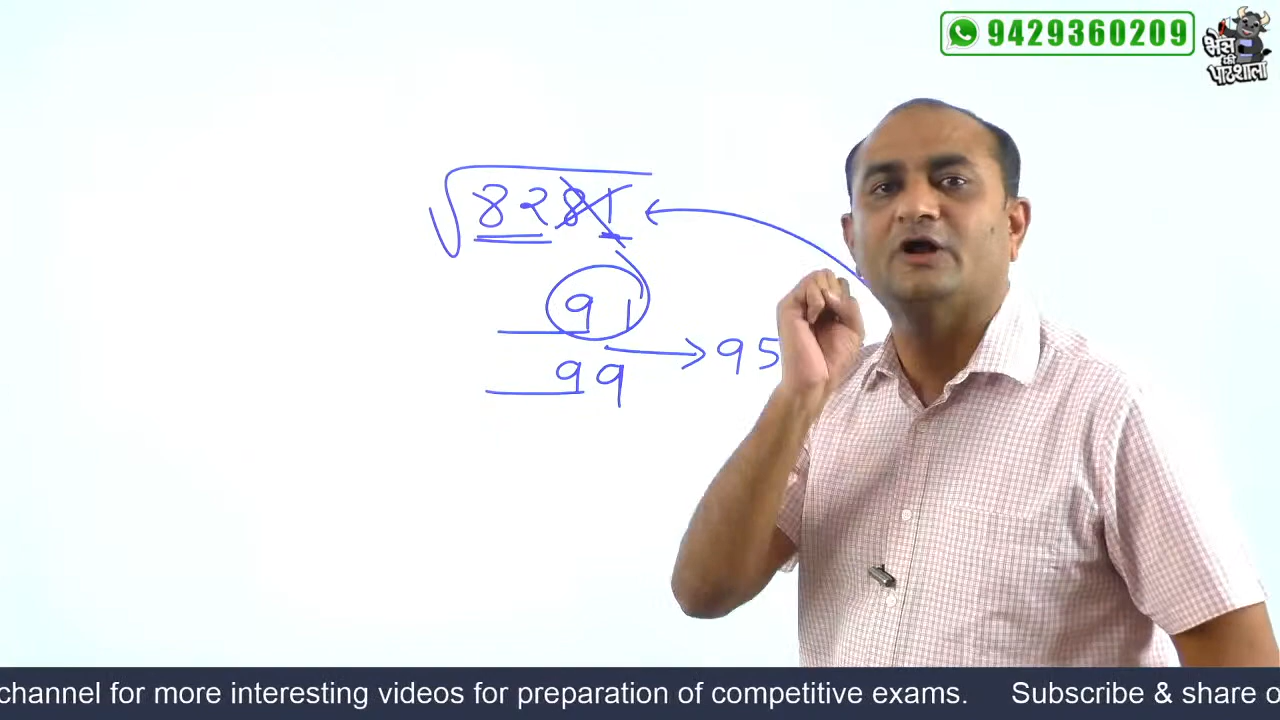 9429360209
भैंस
की
पाठशाला
√8281
91
→ 95
99
channel for more interesting videos for preparation of competitive exams. Subscribe & share o